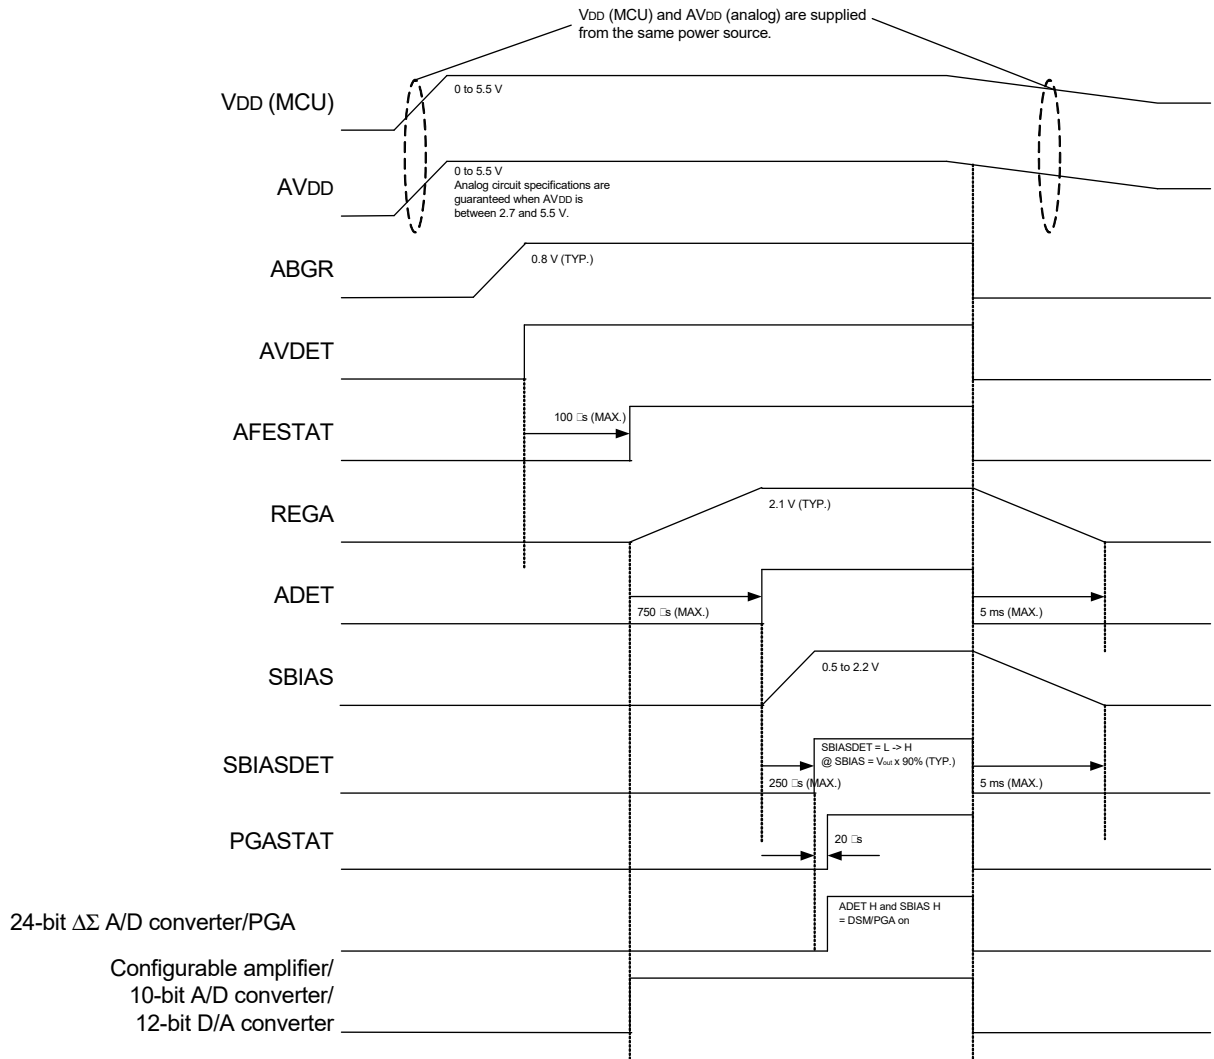 VDD (MCU) and AVDD (analog) are supplied
from the same power source.
VDD (MCU)
0 to 5.5 V
AVDD
0 to 5.5 V
Analog circuit specifications are
guaranteed when AVDD is
between 2.7 and 5.5 V.
ABGR
0.8 V (TYP.)
AVDET
AFESTAT
100 □s (MAX.)
REGA
2.1 V (TYP.)
ADET
750 □s (MAX.)
5 ms (MAX.)
SBIAS
0.5 to 2.2 V
SBIASDET
SBIASDET = L -> H
@ SBIAS = Vout x 90% (TYP.)
250 □s (MAX.)
5 ms (MAX.)
PGASTAT
20 □s
24-bit ΔΣ A/D converter/PGA
ADET H and SBIAS H
= DSM/PGA on
Configurable amplifier/
10-bit A/D converter/
12-bit D/A converter